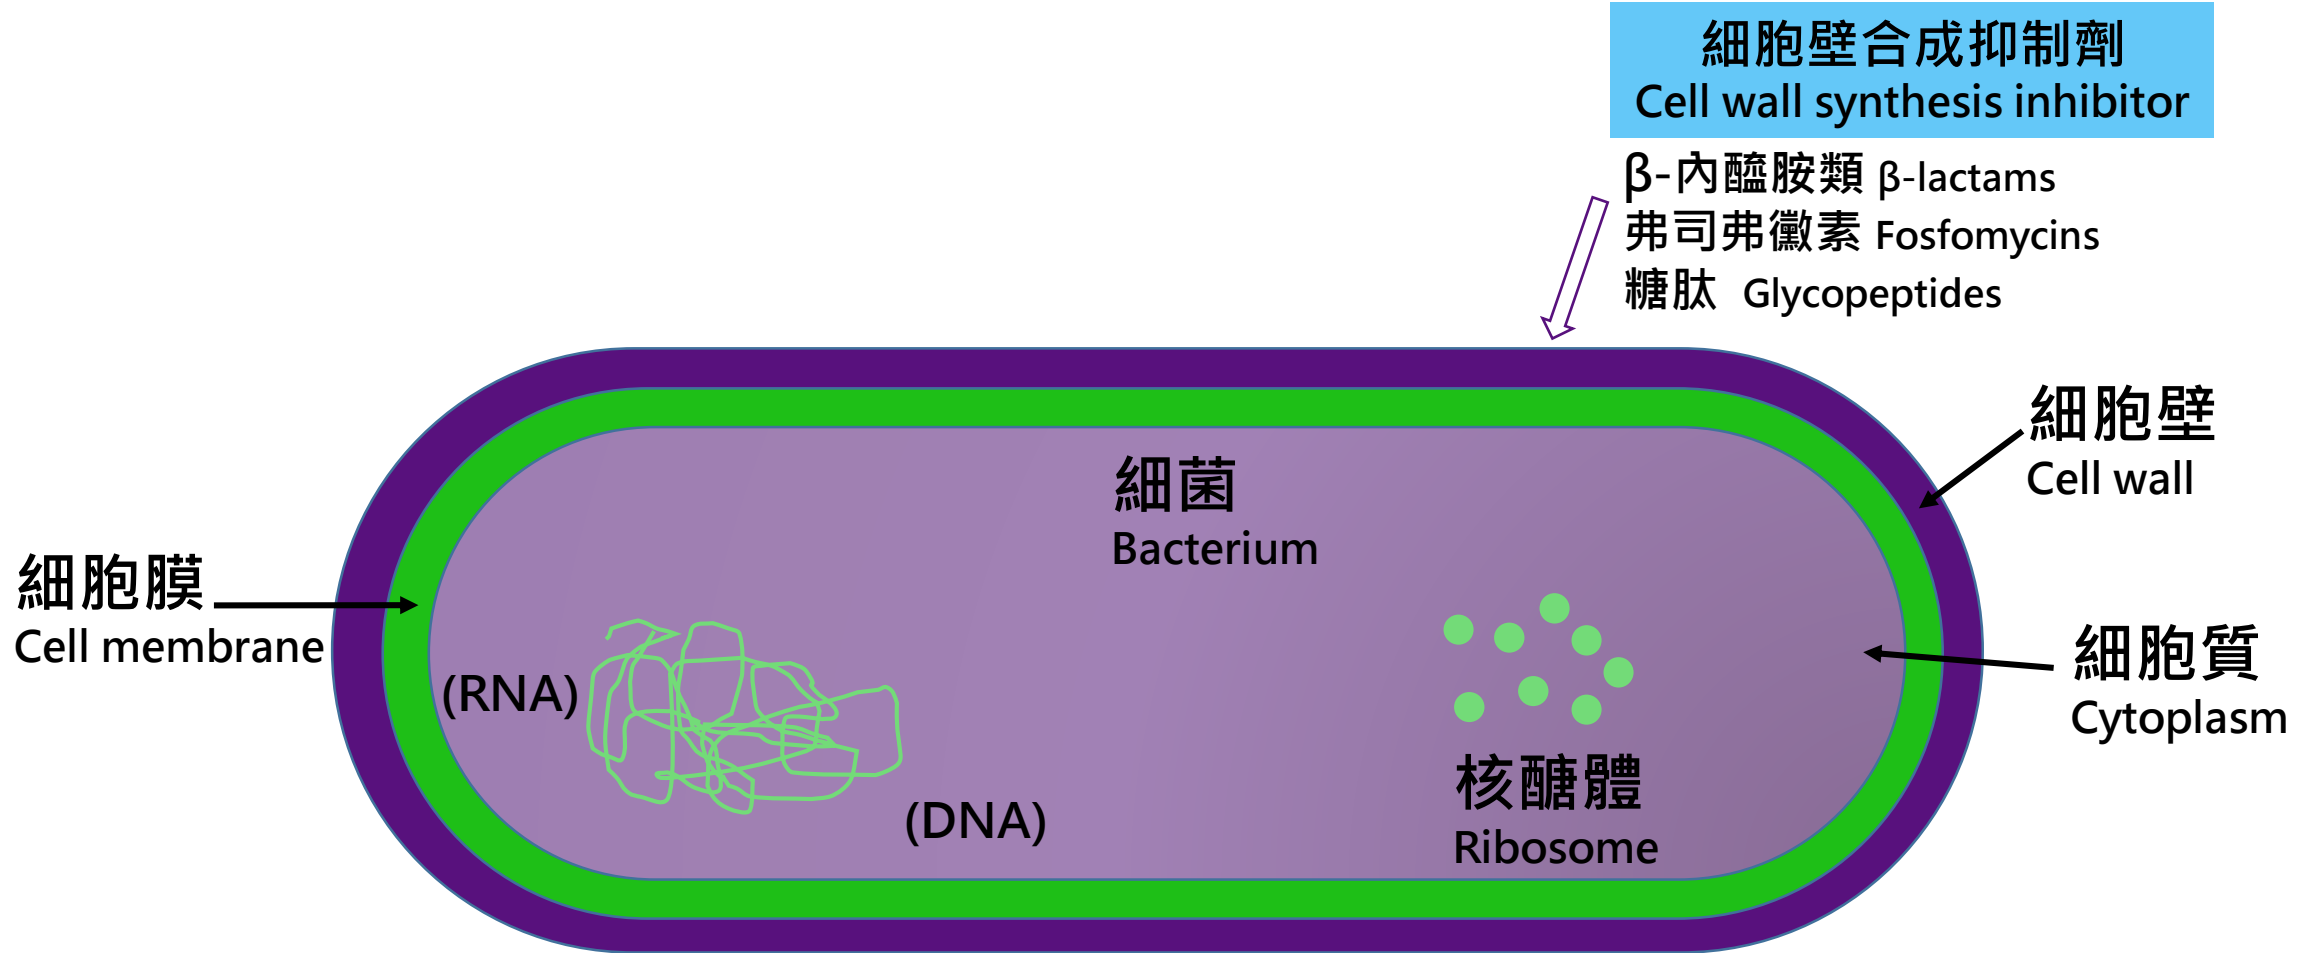 細胞壁合成抑制劑
Cell wall synthesis inhibitor
β-內醯胺類 β-lactams
弗司弗黴素 Fosfomycins
糖肽 Glycopeptides
細胞壁
Cell wall
細菌
Bacterium
細胞膜
Cell membrane
細胞質
Cytoplasm
(RNA)
(DNA)
核醣體
Ribosome